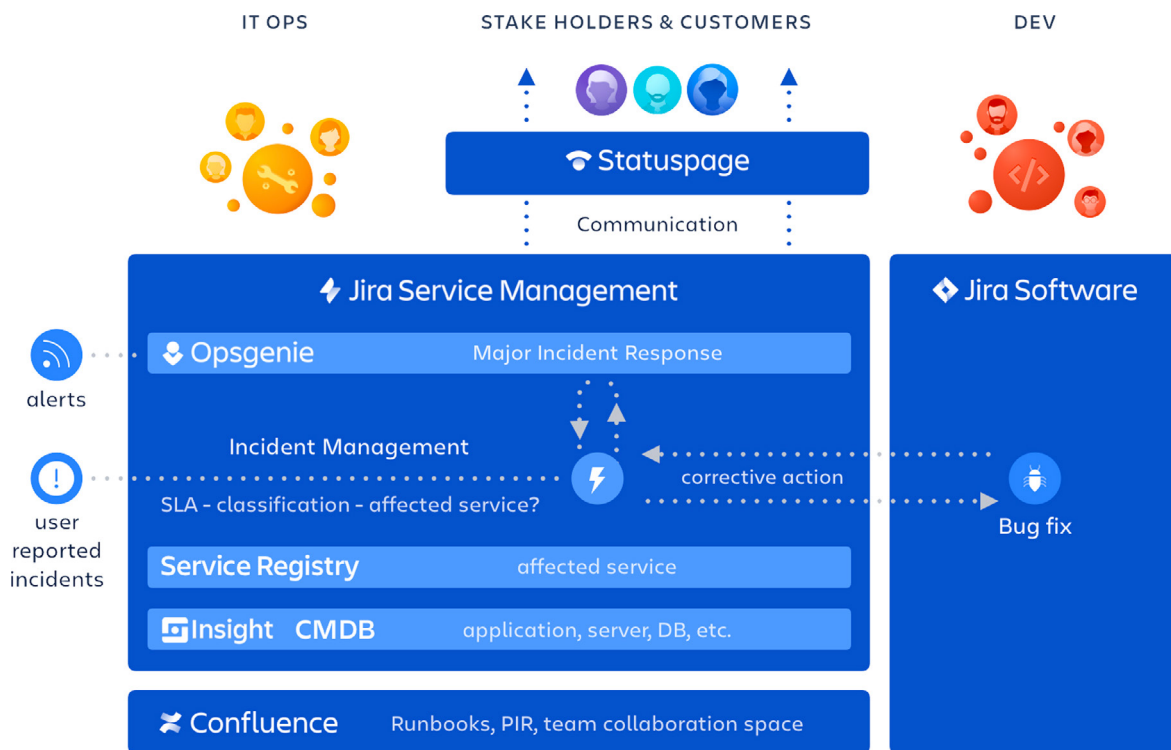 IT OPS
STAKE HOLDERS & CUSTOMERS
DEV
Statuspage
Communication
Jira Service Management
Jira Software
Opsgenie
Major Incident Response
alerts
Incident Management
corrective action
SLA - classification - affected service?
user
reported
incidents
Bug fix
Service Registry
affected service
Insight CMDB
application, server, DB, etc.
Confluence
Runbooks, PIR, team collaboration space